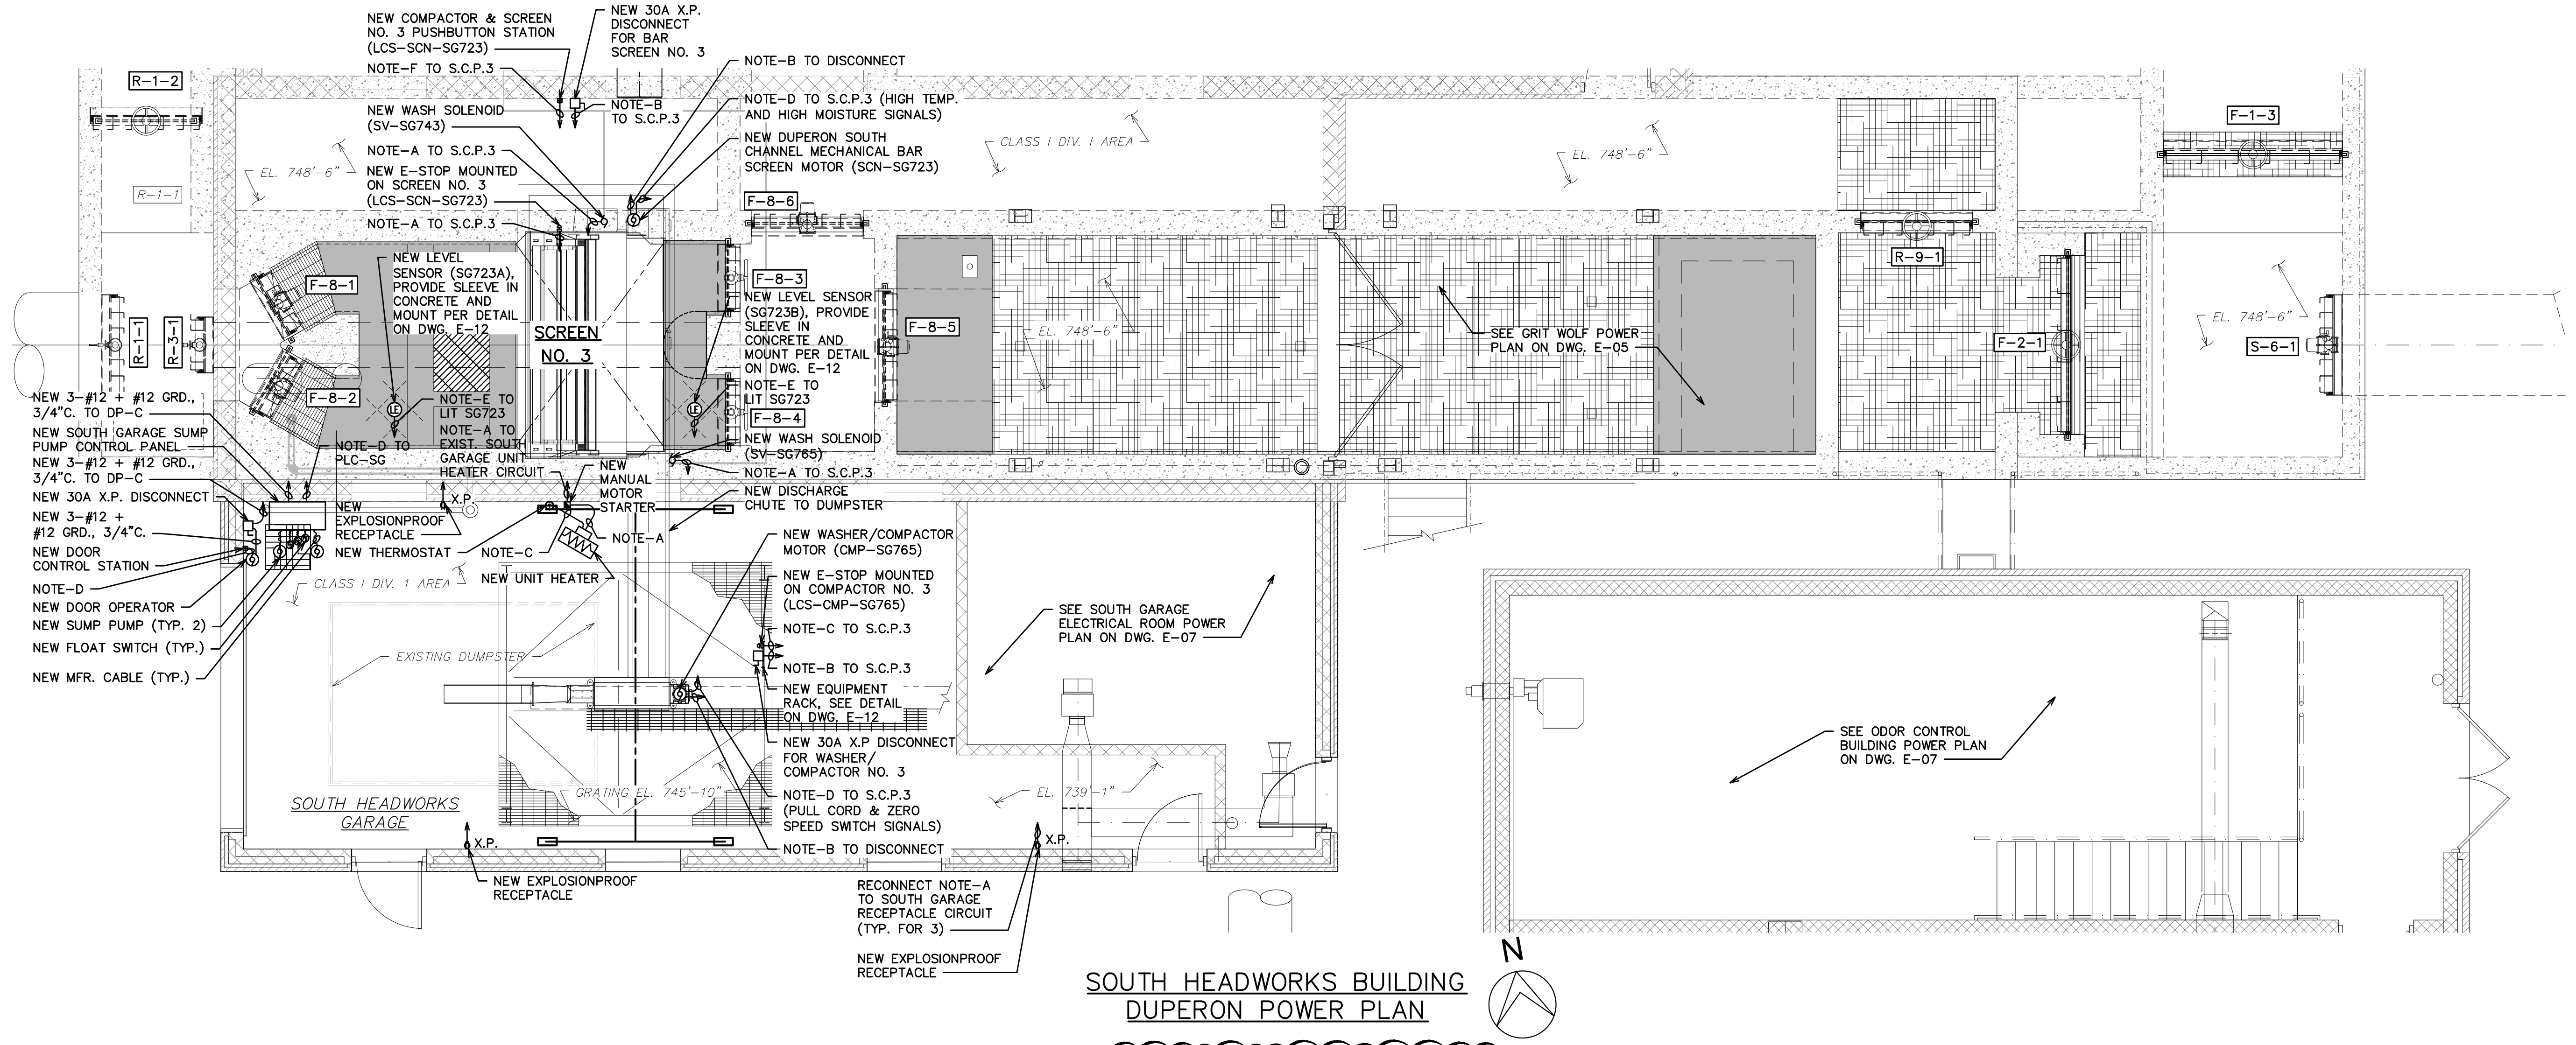 NEW COMPACTOR & SCREEN
NO. 3 PUSHBUTTON STATION
(LCS-SCN-SG723)
NOTE-F TO S.C.P.3
NEW 30A X.P.
DISCONNECT
FOR BAR
SCREEN NO. 3
NOTE-B
TO S.C.P.3
NOTE-B TO DISCONNECT
NOTE-D TO S.C.P.3 (HIGH TEMP.
AND HIGH MOISTURE SIGNALS)
NEW DUPERON SOUTH
CHANNEL MECHANICAL BAR
SCREEN MOTOR (SCN-SG723)
NEW WASH SOLENOID
(SV-SG743)
NOTE-A TO S.C.P.3
NEW E-STOP MOUNTED
ON SCREEN NO. 3
(LCS-SCN-SG723)
NOTE-A TO S.C.P.3
R-1-2
R-1-1
EL. 748'-6"
CLASS I DIV. I AREA
EL. 748'-6"
F-1-3
F-8-6
F-8-1
F-8-3
R-9-1
R-1-1
R-3-1
NEW LEVEL
SENSOR (SG723A),
PROVIDE SLEEVE IN
CONCRETE AND
MOUNT PER DETAIL
ON DWG. E-12
SCREEN
NO. 3
NEW LEVEL SENSOR
(SG723B), PROVIDE
SLEEVE IN
CONCRETE AND
MOUNT PER DETAIL
ON DWG. E-12
NOTE-E TO
LIT SG723
F-8-5
EL. 748'-6"
SEE GRIT WOLF POWER
PLAN ON DWG. E-05
F-2-1
EL. 748'-6"
S-6-1
F-8-2
F-8-4
LE
LE
NOTE-E TO
LIT SG723
NOTE-A TO
EXIST. SOUTH
GARAGE UNIT
HEATER CIRCUIT
NEW WASH SOLENOID
(SV-SG765)
NOTE-A TO S.C.P.3
NEW DISCHARGE
CHUTE TO DUMPSTER
NEW 3-#12 + #12 GRD.,
3/4"C. TO DP-C
NEW SOUTH GARAGE SUMP
PUMP CONTROL PANEL
NEW 3-#12 + #12 GRD.,
3/4"C. TO DP-C
NEW 30A X.P. DISCONNECT
NEW 3-#12 +
#12 GRD., 3/4"C.
NEW DOOR
CONTROL STATION
NOTE-D
NEW DOOR OPERATOR
NEW SUMP PUMP (TYP. 2)
NEW FLOAT SWITCH (TYP.)
NEW MFR. CABLE (TYP.)
NOTE-D TO
PLC-SG
X.P.
NEW
EXPLOSIONPROOF
RECEPTACLE
NEW THERMOSTAT
NEW
MANUAL
MOTOR
STARTER
NOTE-C
NOTE-A
NEW UNIT HEATER
CLASS I DIV. 1 AREA
EXISTING DUMPSTER
NEW WASHER/COMPACTOR
MOTOR (CMP-SG765)
NEW E-STOP MOUNTED
ON COMPACTOR NO. 3
(LCS-CMP-SG765)
NOTE-C TO S.C.P.3
NOTE-B TO S.C.P.3
NEW EQUIPMENT
RACK, SEE DETAIL
ON DWG. E-12
NEW 30A X.P DISCONNECT
FOR WASHER/
COMPACTOR NO. 3
NOTE-D TO S.C.P.3
(PULL CORD & ZERO
SPEED SWITCH SIGNALS)
NOTE-B TO DISCONNECT
SEE SOUTH GARAGE
ELECTRICAL ROOM POWER
PLAN ON DWG. E-07
SEE ODOR CONTROL
BUILDING POWER PLAN
ON DWG. E-07
GRATING EL. 745'-10"
EL. 739'-1"
SOUTH HEADWORKS
GARAGE
X.P.
X.P.
NEW EXPLOSIONPROOF
RECEPTACLE
RECONNECT NOTE-A
TO SOUTH GARAGE
RECEPTACLE CIRCUIT
(TYP. FOR 3)
NEW EXPLOSIONPROOF
RECEPTACLE
N
SOUTH HEADWORKS BUILDING
DUPERON POWER PLAN